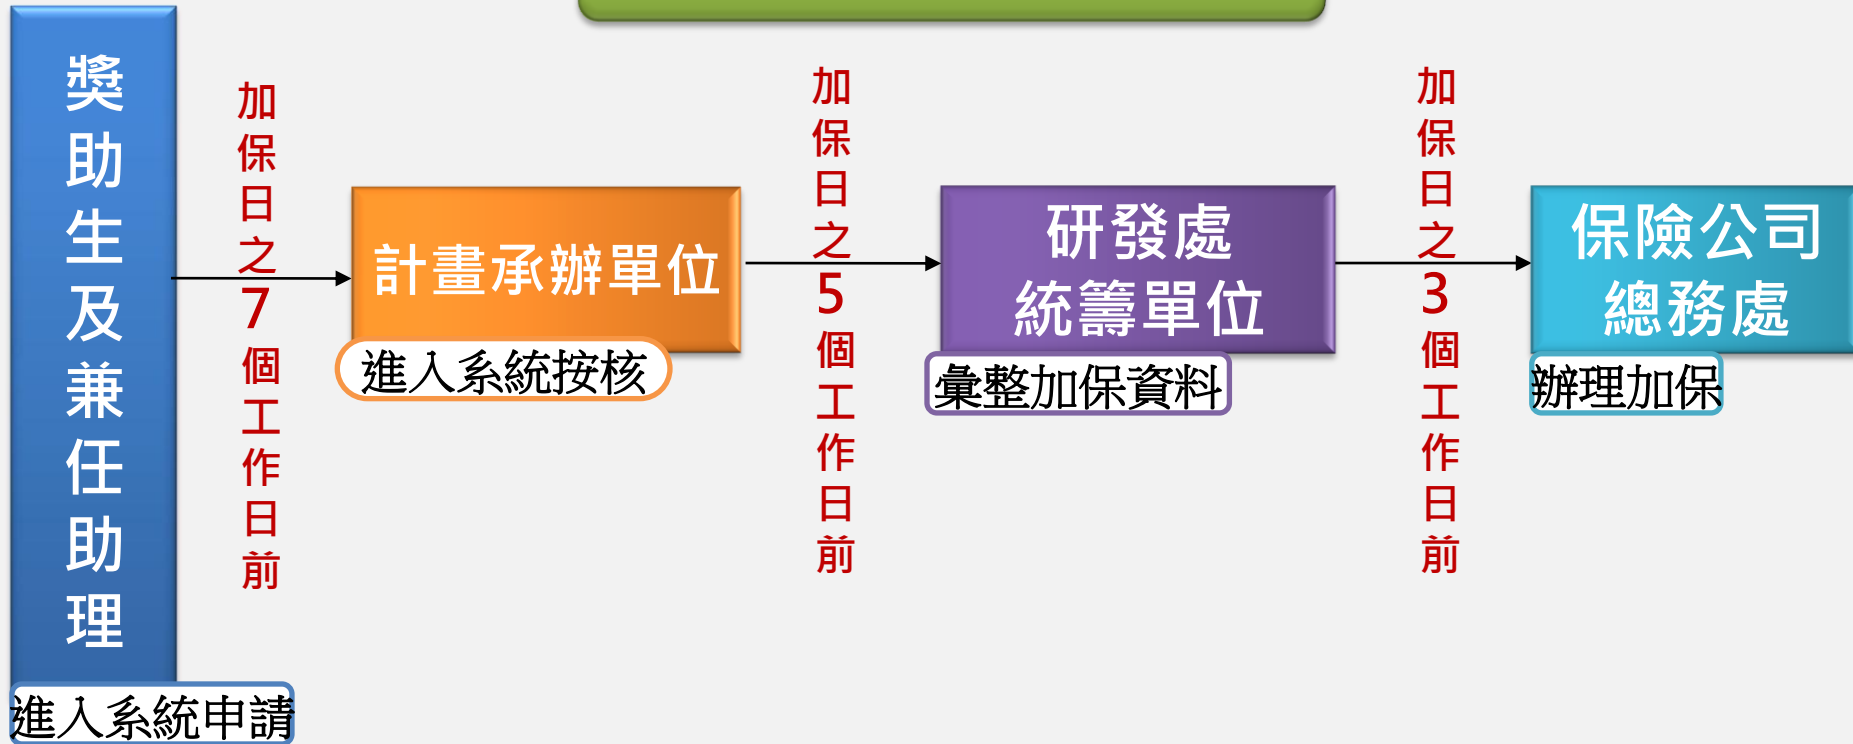 獎助生及兼任助理
進入系統申請
加保日之7個工作日前
計畫承辦單位
進入系統按核
加保日之5個工作日前
研發處
統籌單位
彙整加保資料
加保日之3個工作日前
保險公司
總務處
辦理加保